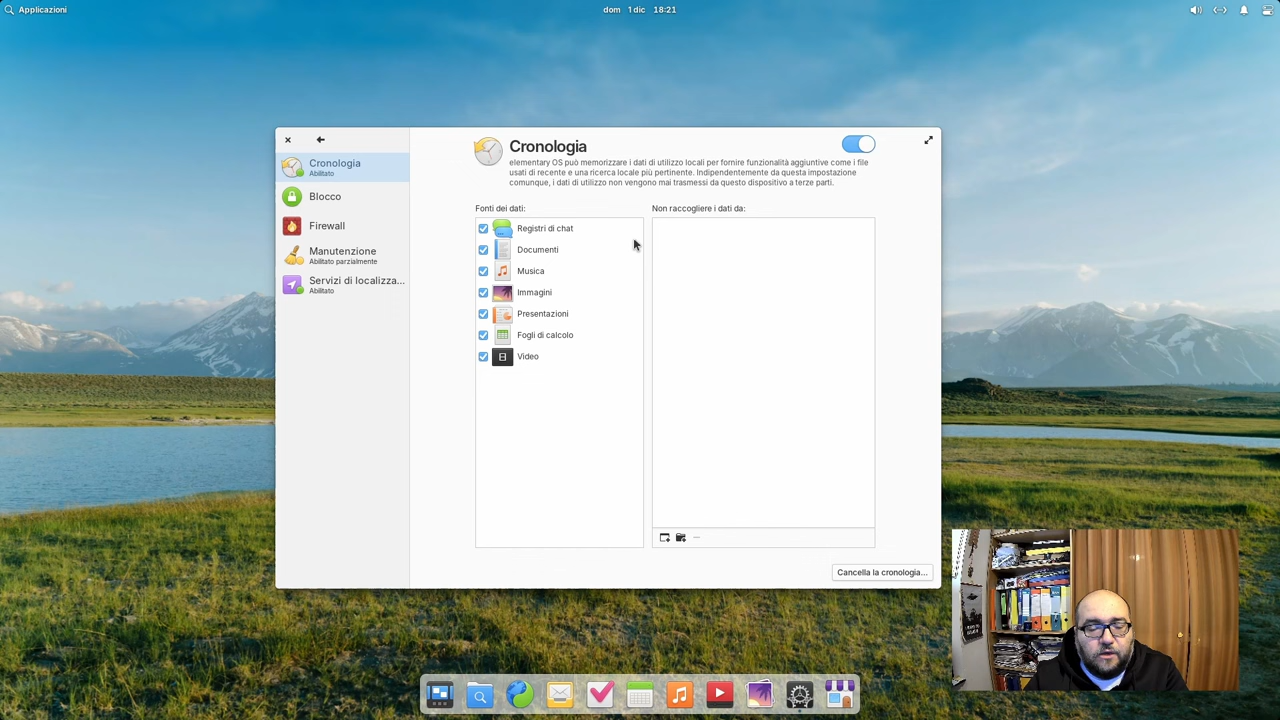 Applicazioni
dom 1 dic 18:21
Cronologia
Abilitato
Blocco
Firewall
Manutenzione
Abilitato parzialmente
Servizi di localizza...
Abilitato
Cronologia
elementary OS può memorizzare i dati di utilizzo locali per fornire funzionalità aggiuntive come i file
usati di recente e una ricerca locale più pertinente. Indipendentemente da questa impostazione
comunque, i dati di utilizzo non vengono mai trasmessi da questo dispositivo a terze parti.
Fonti dei dati:
Registri di chat
Documenti
Musica
Immagini
Presentazioni
Fogli di calcolo
Video
Non raccogliere i dati da:
Cancella la cronologia...